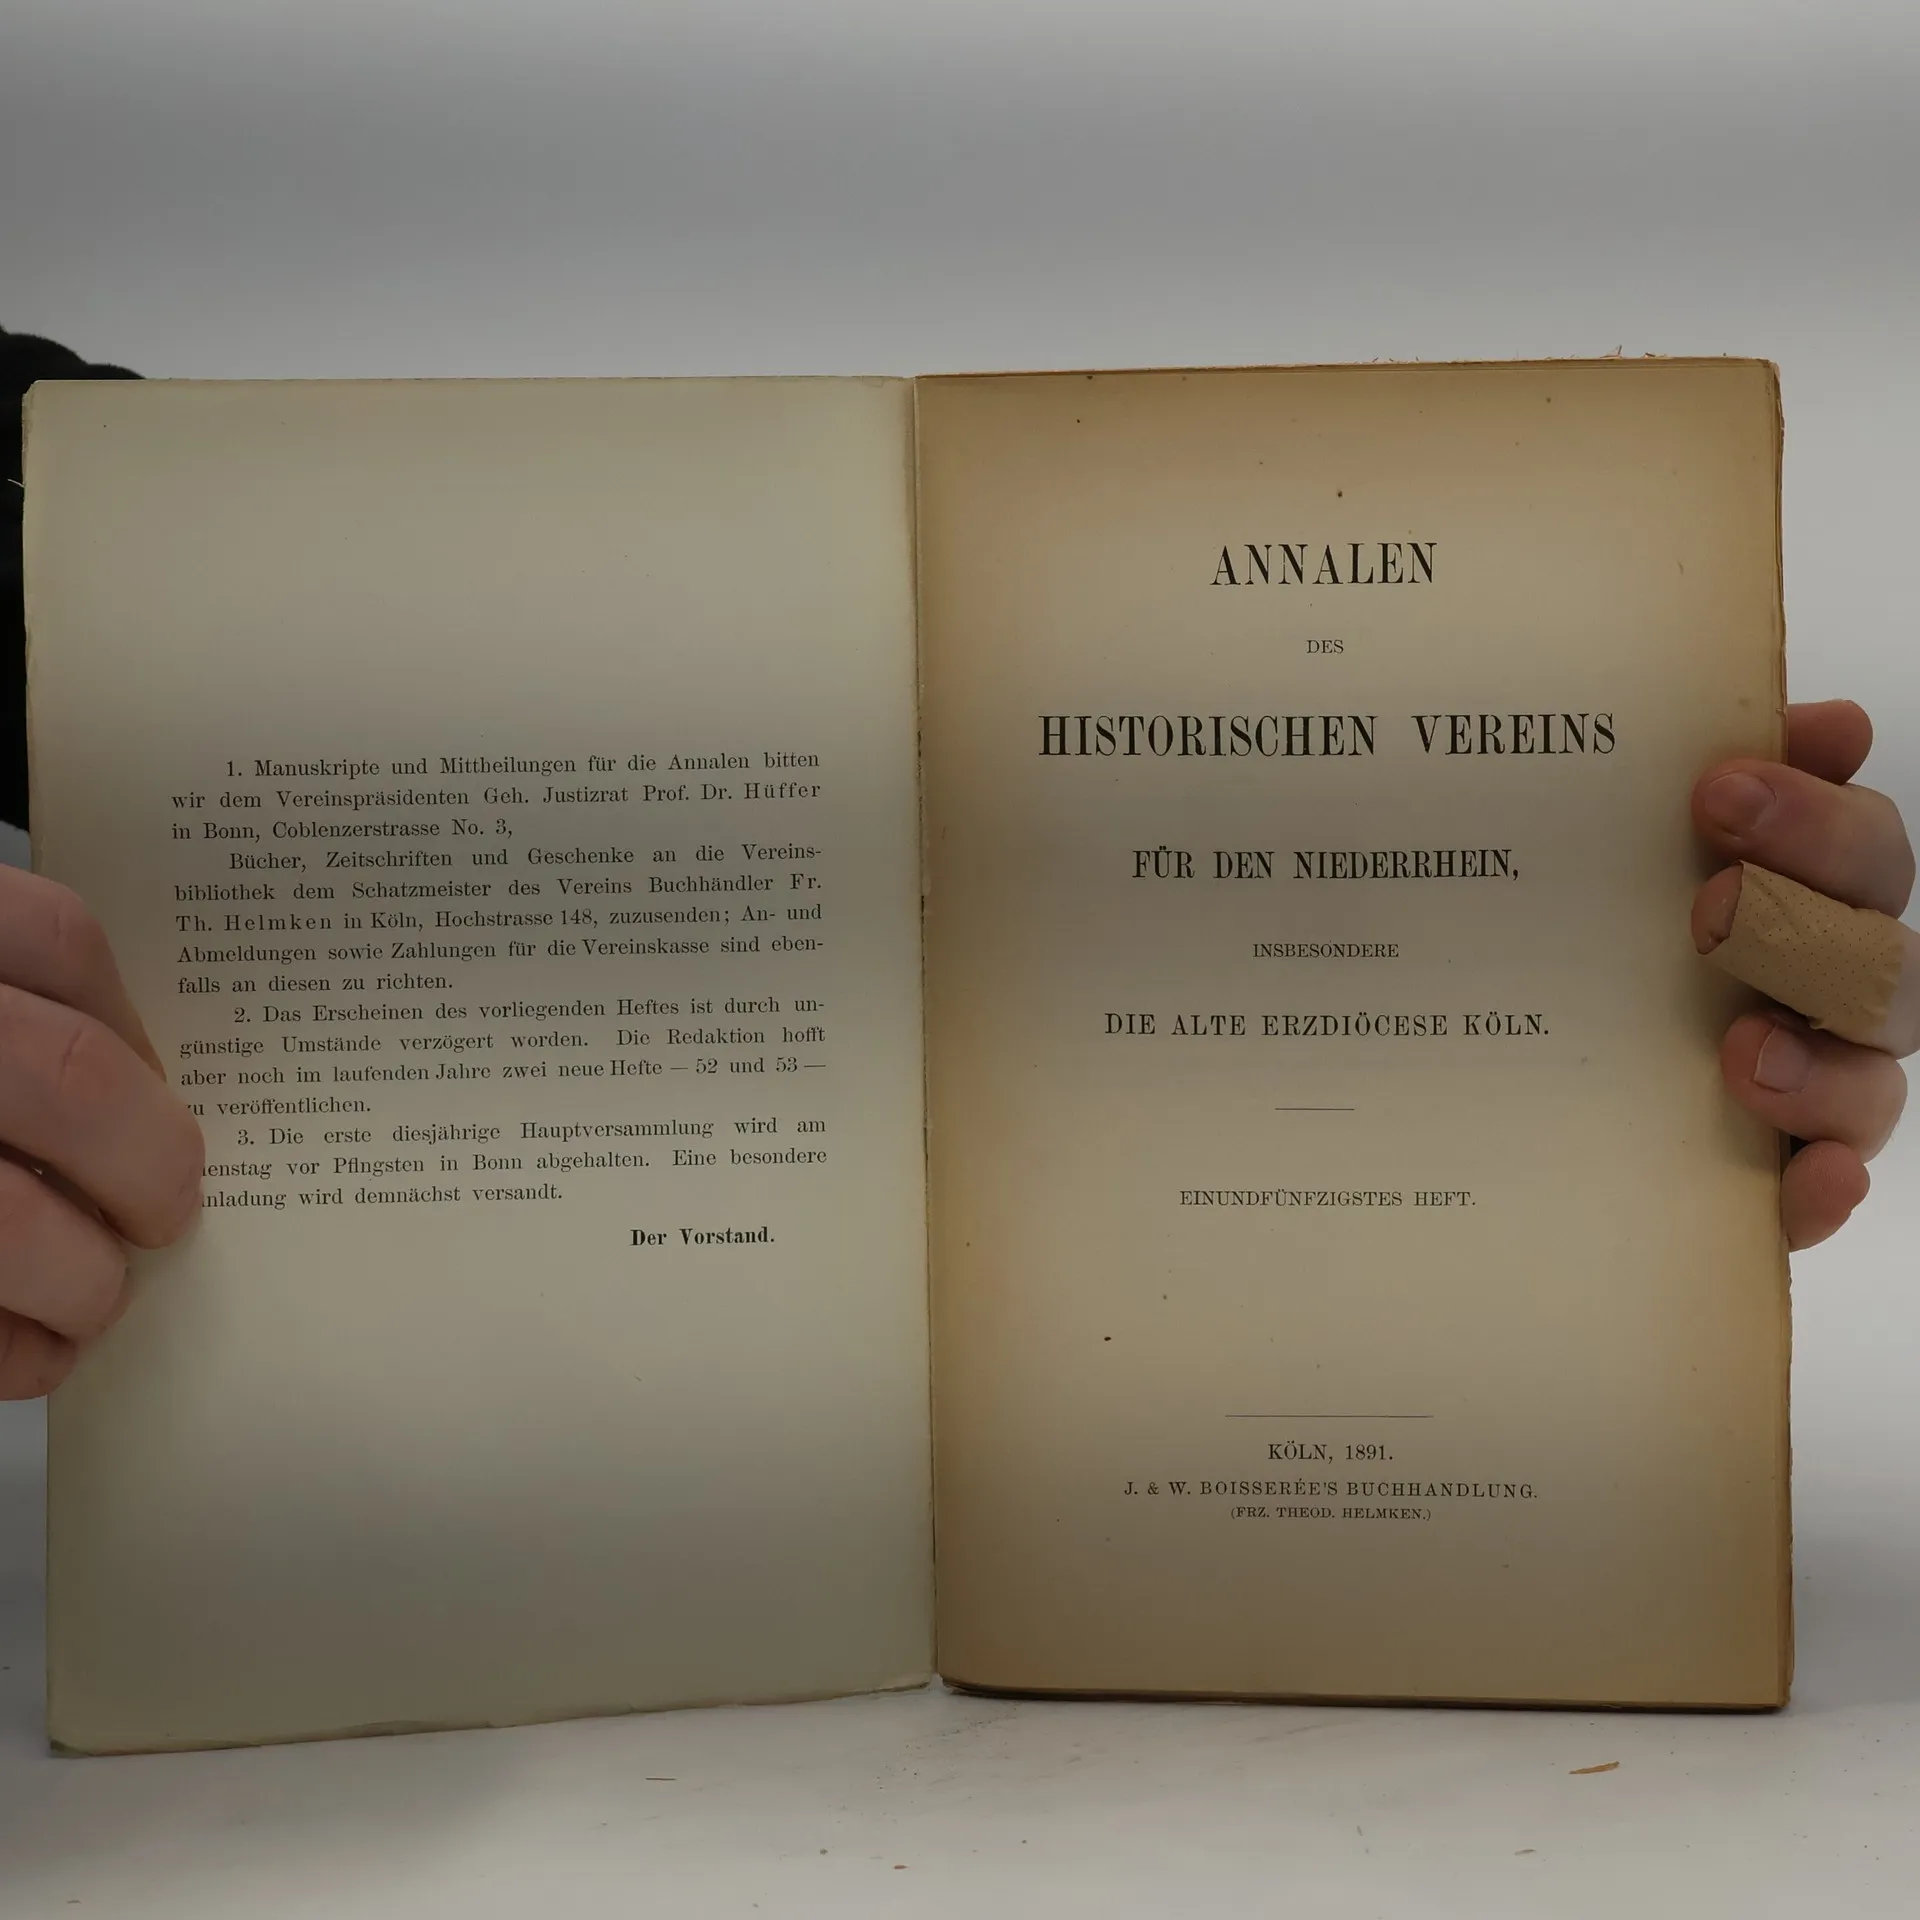 1. Manuskripte und Mittheilungen für die Annalen bitten
wir dem Vereinspräsidenten Geh. Justizrat Prof. Dr. Hüffer
in Bonn, Coblenzerstrasse No. 3,
Bücher, Zeitschriften und Geschenke an die Vereins-
bibliothek dem Schatzmeister des Vereins Buchhändler Fr.
Th. Helmken in Köln, Hochstrasse 148, zuzusenden; An- und
Abmeldungen sowie Zahlungen für die Vereinskasse sind eben-
falls an diesen zu richten.
2. Das Erscheinen des vorliegenden Heftes ist durch un-
günstige Umstände verzögert worden. Die Redaktion hofft
aber noch im laufenden Jahre zwei neue Hefte — 52 und 53 —
zu veröffentlichen.
3. Die erste diesjährige Hauptversammlung wird am
ienstag vor Pfingsten in Bonn abgehalten. Eine besondere
inladung wird demnächst versandt.
Der Vorstand.
ANNALEN
DES
HISTORISCHEN VEREINS
FÜR DEN NIEDERRHEIN,
INSBESONDERE
DIE ALTE ERZDIÖCESE KÖLN.
EINUNDFÜNFZIGSTES HEFT.
KÖLN, 1891.
J. & W. BOISSERÉE'S BUCHHANDLUNG.
(FRZ. THEOD. HELMKEN.)